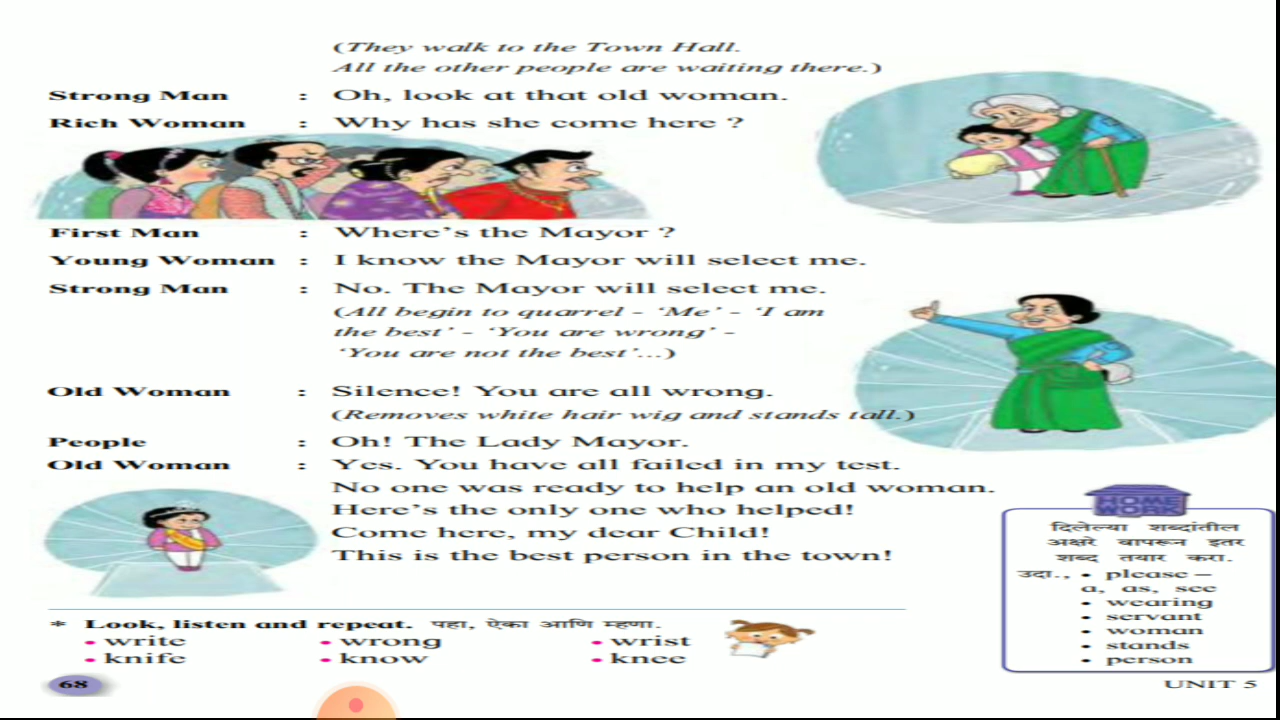 (They walk to the Town Hall.
All the other people are waiting there.)
Strong Man : Oh, look at that old woman.
Rich Woman : Why has she come here ?
First Man : Where's the Mayor ?
Young Woman : I know the Mayor will select me.
Strong Man : No. The Mayor will select me.
(All begin to quarrel - 'Me' - 'I am
the best' - 'You are wrong' -
'You are not the best'...)
Old Woman : Silence! You are all wrong.
(Removes white hair wig and stands tall.)
People : Oh! The Lady Mayor.
Old Woman : Yes. You have all failed in my test.
No one was ready to help an old woman.
Here's the only one who helped!
Come here, my dear Child!
This is the best person in the town!
* Look, listen and repeat. पहा, ऐका आणि म्हणा.
• write • wrong • wrist
• knife • know • knee
68
HOME
WORK
दिलेल्या शब्दांतील
अक्षरे वापरून इतर
शब्द तयार करा.
उदा., • please –
a, as, see
• wearing
• servant
• woman
• stands
• person
UNIT 5